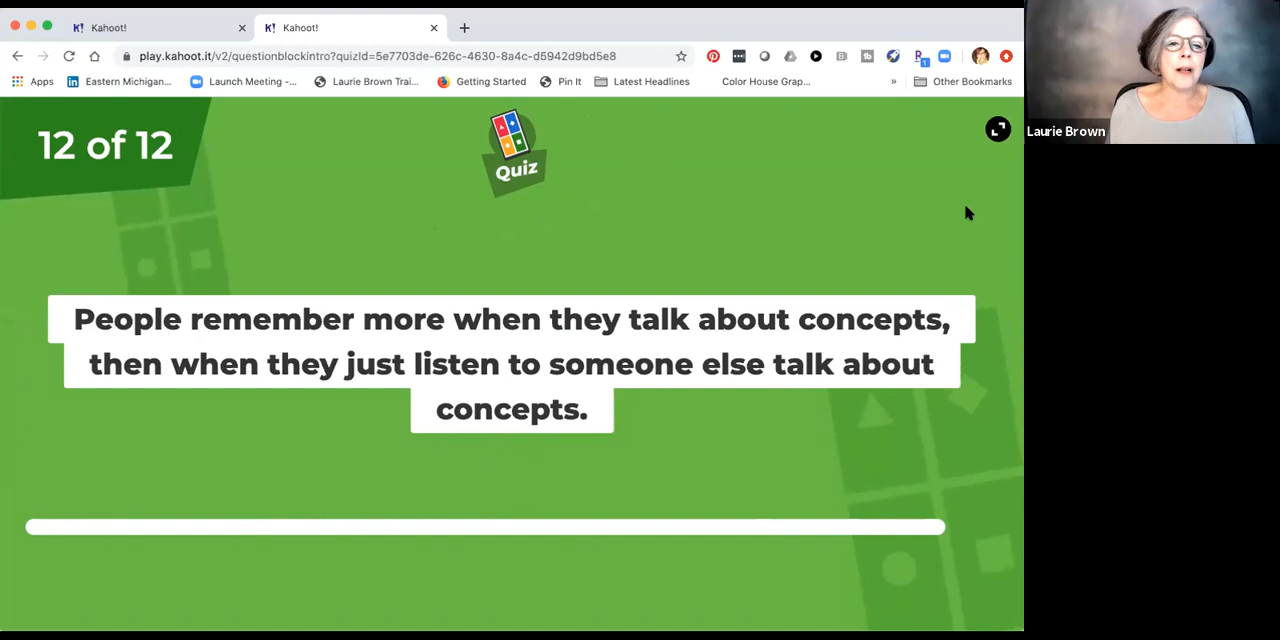 Kahoot!
Kahoot!
play.kahoot.it/v2/questionblockintro?quizId=5e7703de-626c-4630-8a4c-d5942d9bd5e8
Apps
Eastern Michigan...
Launch Meeting -...
Laurie Brown Trai...
Getting Started
Pin It
Latest Headlines
Color House Grap...
»
Other Bookmarks
12 of 12
Quiz
Laurie Brown
People remember more when they talk about concepts,
then when they just listen to someone else talk about
concepts.